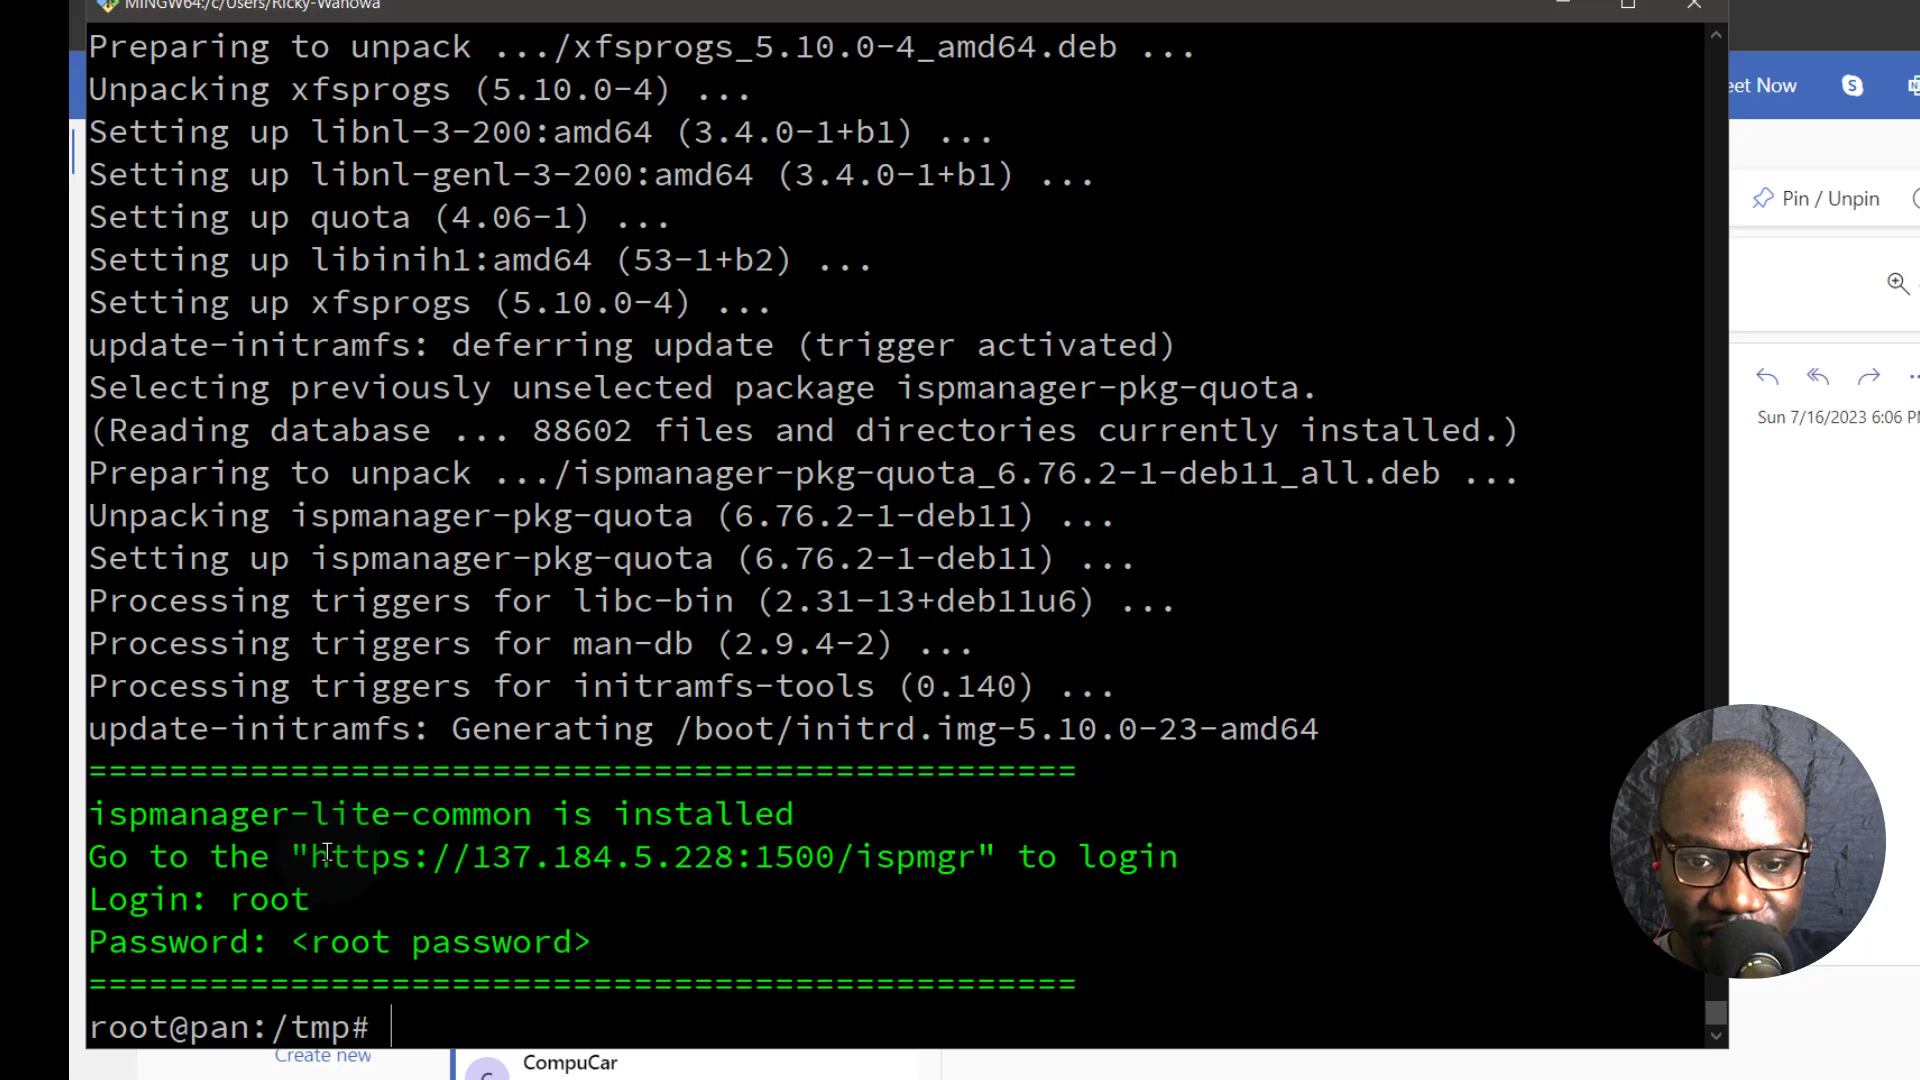 MINGW64:/c/Users/Ricky-Wahowa
Preparing to unpack .../xfsprogs_5.10.0-4_amd64.deb ...
Unpacking xfsprogs (5.10.0-4) ...
Setting up libnl-3-200:amd64 (3.4.0-1+b1) ...
Setting up libnl-genl-3-200:amd64 (3.4.0-1+b1) ...
Setting up quota (4.06-1) ...
Setting up libinih1:amd64 (53-1+b2) ...
Setting up xfsprogs (5.10.0-4) ...
update-initramfs: deferring update (trigger activated)
Selecting previously unselected package ispmanager-pkg-quota.
(Reading database ... 88602 files and directories currently installed.)
Preparing to unpack .../ispmanager-pkg-quota_6.76.2-1-deb11_all.deb ...
Unpacking ispmanager-pkg-quota (6.76.2-1-deb11) ...
Setting up ispmanager-pkg-quota (6.76.2-1-deb11) ...
Processing triggers for libc-bin (2.31-13+deb11u6) ...
Processing triggers for man-db (2.9.4-2) ...
Processing triggers for initramfs-tools (0.140) ...
update-initramfs: Generating /boot/initrd.img-5.10.0-23-amd64
=================================================
ispmanager-lite-common is installed
Go to the "https://137.184.5.228:1500/ispmgr" to login
Login: root
Password: <root password>
=================================================
root@pan:/tmp#
eet Now
Pin / Unpin
Sun 7/16/2023 6:06 P
Create new
CompuCar